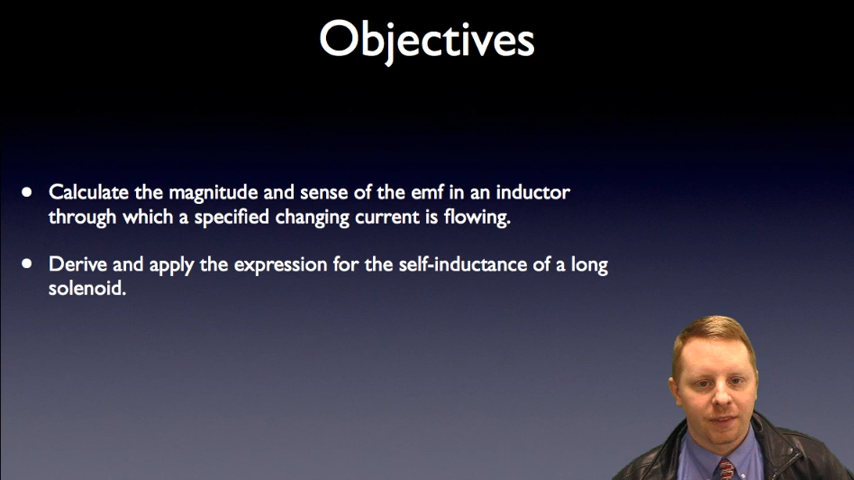 Objectives
• Calculate the magnitude and sense of the emf in an inductor
through which a specified changing current is flowing.
• Derive and apply the expression for the self-inductance of a long
solenoid.